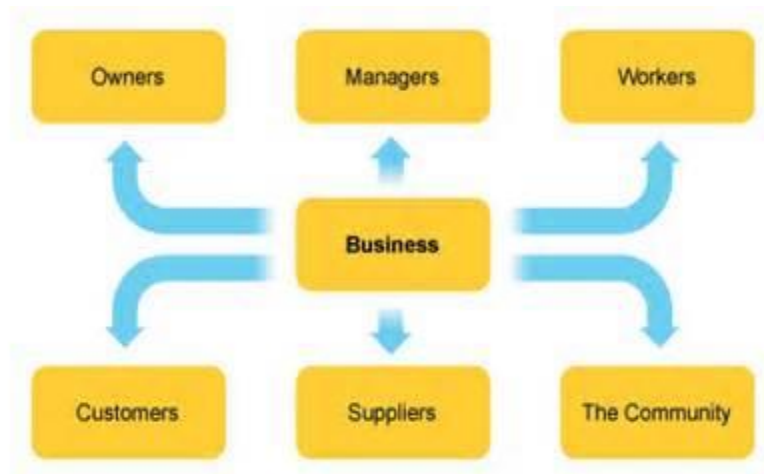 Owners
Managers
Workers
Business
Customers
Suppliers
The Community